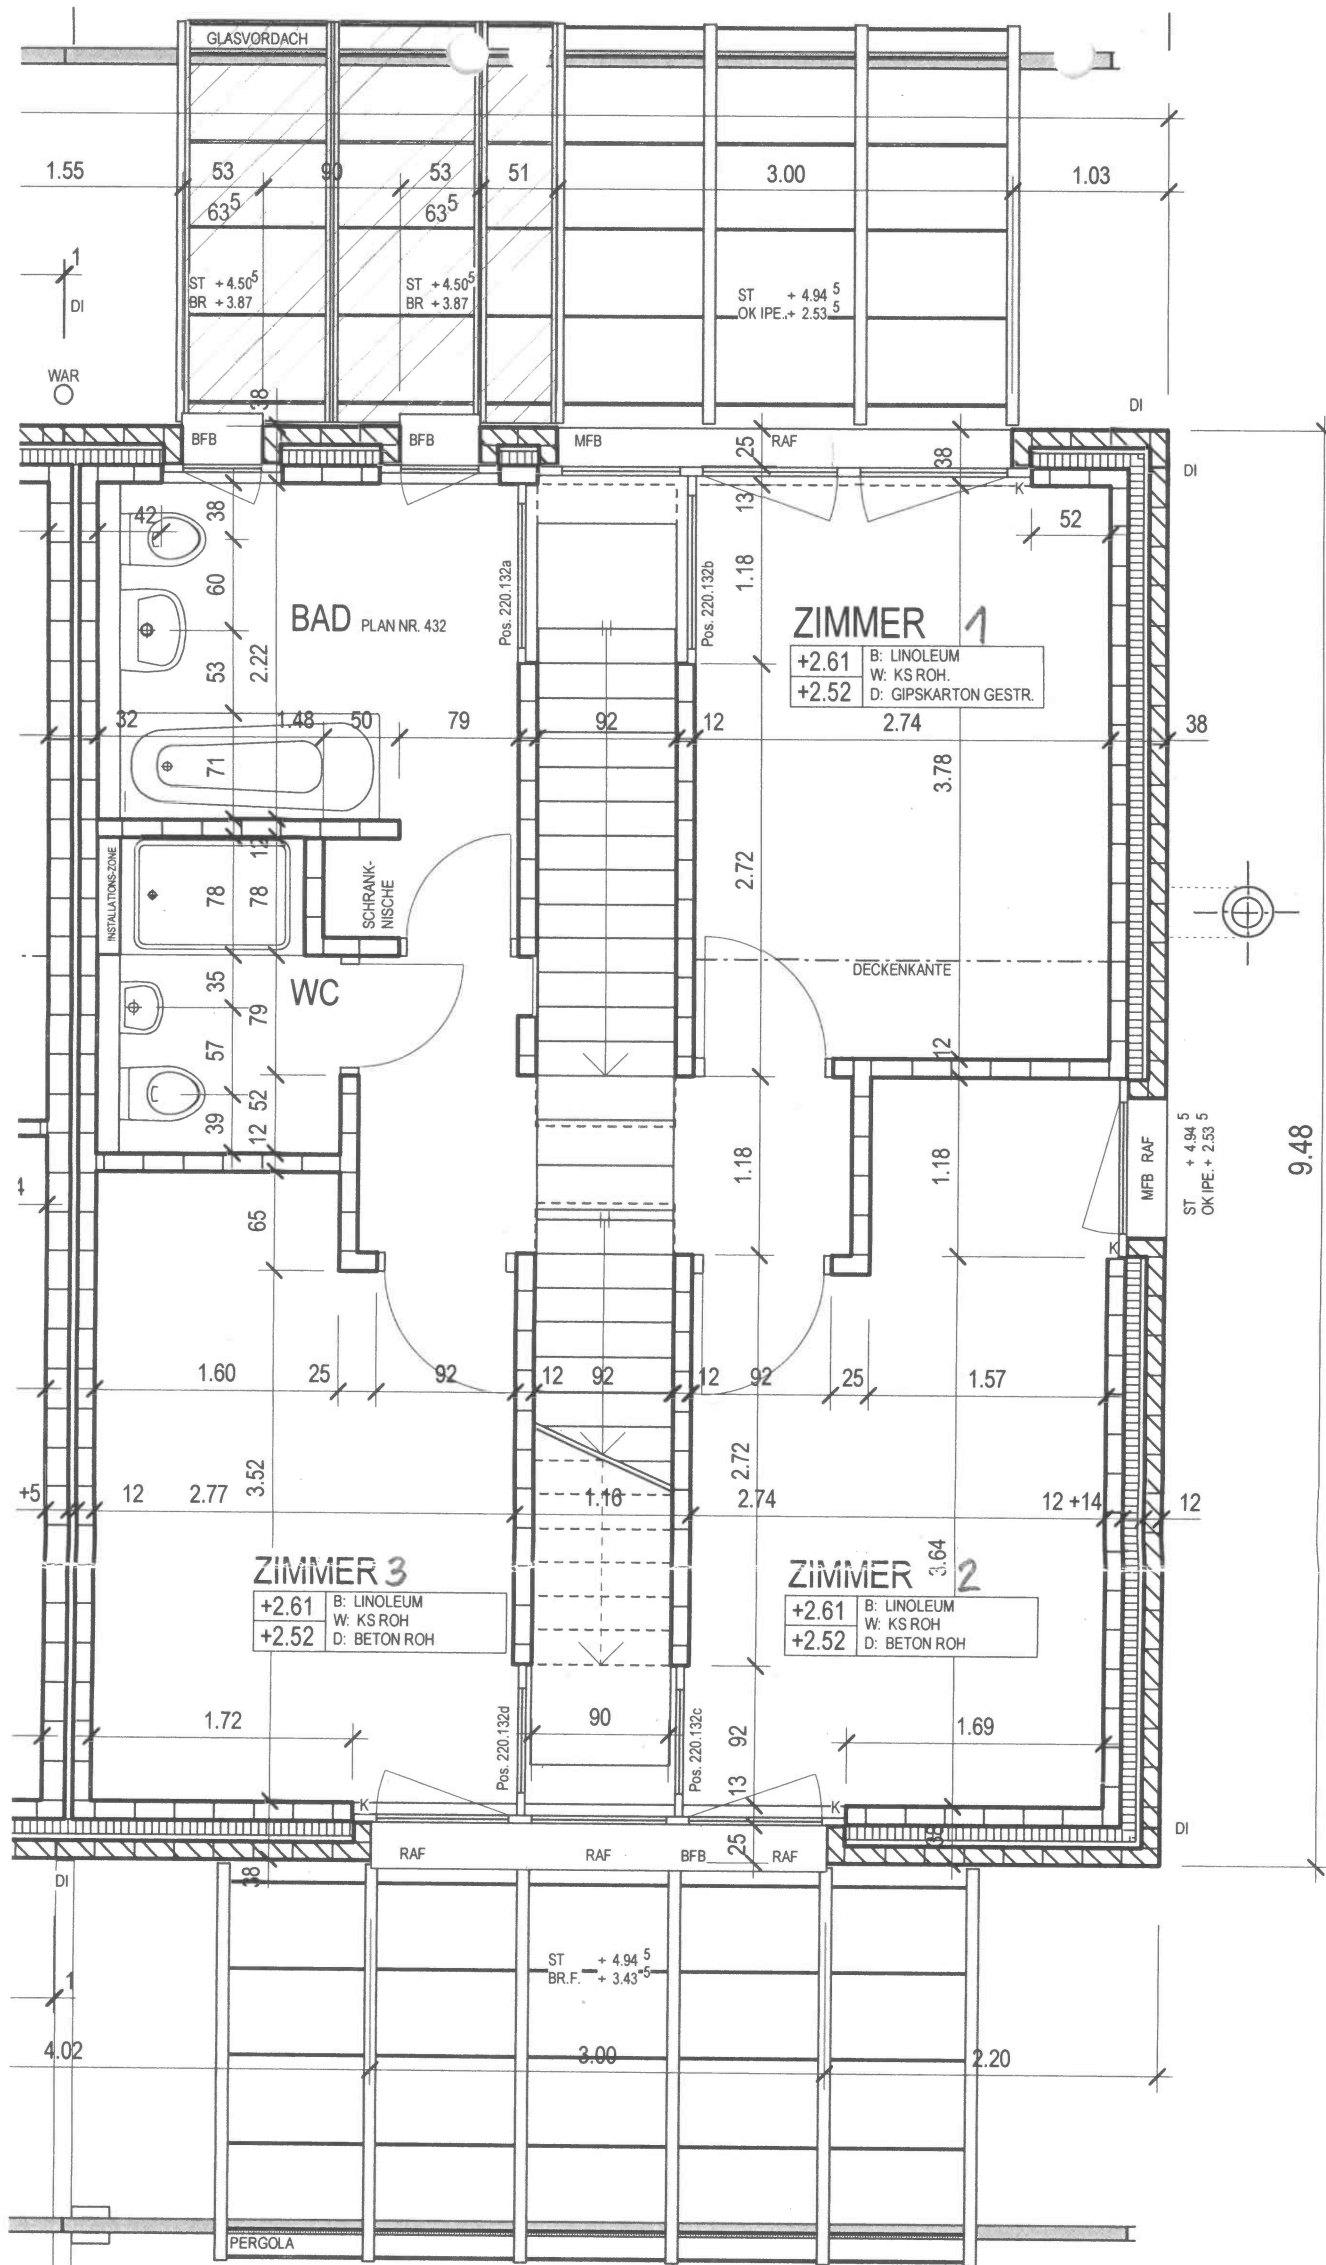 GLASVORDACH
1.55 53 90 53 51 3.00 1.03
63⁵ 63⁵
1
DI
ST + 4.50⁵
BR + 3.87
ST + 4.50⁵
BR + 3.87
ST + 4.94 ⁵
OK IPE.+ 2.53 ⁵
WAR
38
DI
BFB BFB MFB RAF
25 38
DI
K
13
42 38 52
Pos. 220.132a
Pos. 220.132b
1.18
60
BAD PLAN NR. 432
ZIMMER 1
+2.61 B: LINOLEUM
W: KS ROH.
+2.52 D: GIPSKARTON GESTR.
53 2.22
32 1.48 50 79 92 12 2.74 38
71 3.78
12
INSTALLATIONS-ZONE
78 78
SCHRANK-
NISCHE
2.72
DECKENKANTE
WC
35 79
57 12
52
39 12
1.18 1.18
MFB RAF
ST + 4.94 ⁵
OK IPE.+ 2.53 ⁵
9.48
4
65
K
1.60 25 92 12 92 12 92 25 1.57
3.52 2.72
+5 12 2.77 1.16 2.74 12 +14 12
3.64
ZIMMER 3
+2.61 B: LINOLEUM
W: KS ROH
+2.52 D: BETON ROH
ZIMMER 2
+2.61 B: LINOLEUM
W: KS ROH
+2.52 D: BETON ROH
1.72 90 1.69
Pos. 220.132d
Pos. 220.132c
92
13
K K
38
25
DI
RAF RAF BFB RAF
DI
38
ST + 4.94 ⁵
BR.F. + 3.43 ⁵
1
4.02 3.00 2.20
PERGOLA